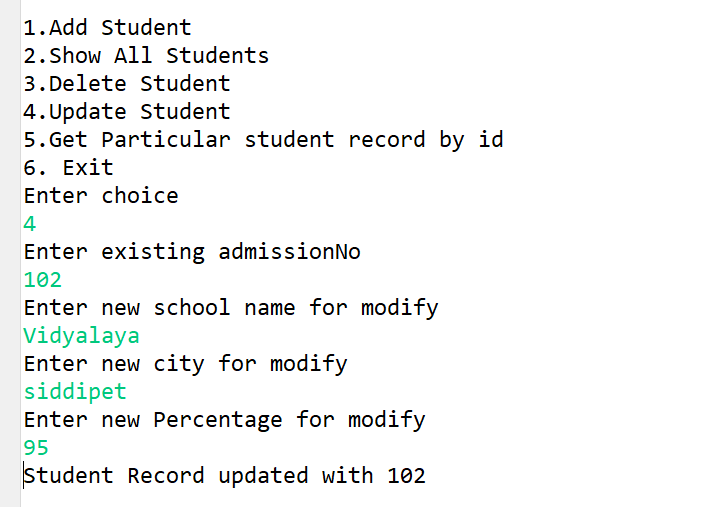 1.Add Student
2.Show All Students
3.Delete Student
4.Update Student
5.Get Particular student record by id
6. Exit
Enter choice
4
Enter existing admissionNo
102
Enter new school name for modify
Vidyalaya
Enter new city for modify
siddipet
Enter new Percentage for modify
95
Student Record updated with 102